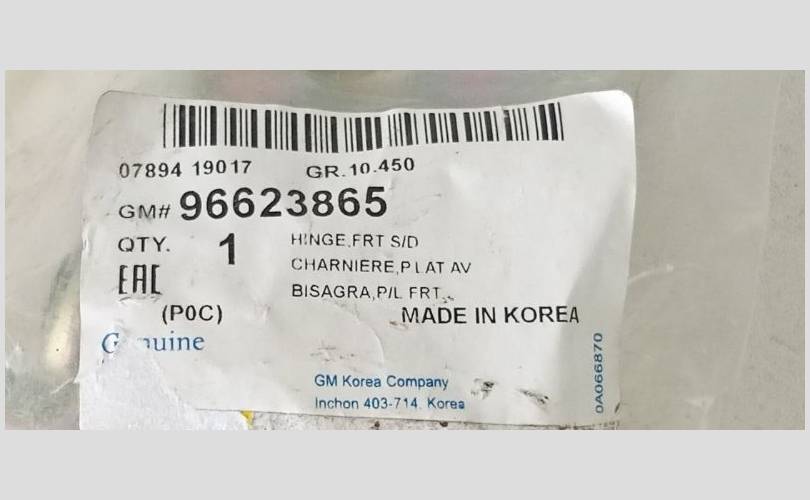 07894 19017 GR.10.450
GM# 96623865
QTY. 1 HINGE,FRT S/D
CHARNIERE,P LAT AV
EAC BISAGRA,P/L FRT.
(P0C) MADE IN KOREA
GM Korea Company
Inchon 403-714, Korea
0A066870